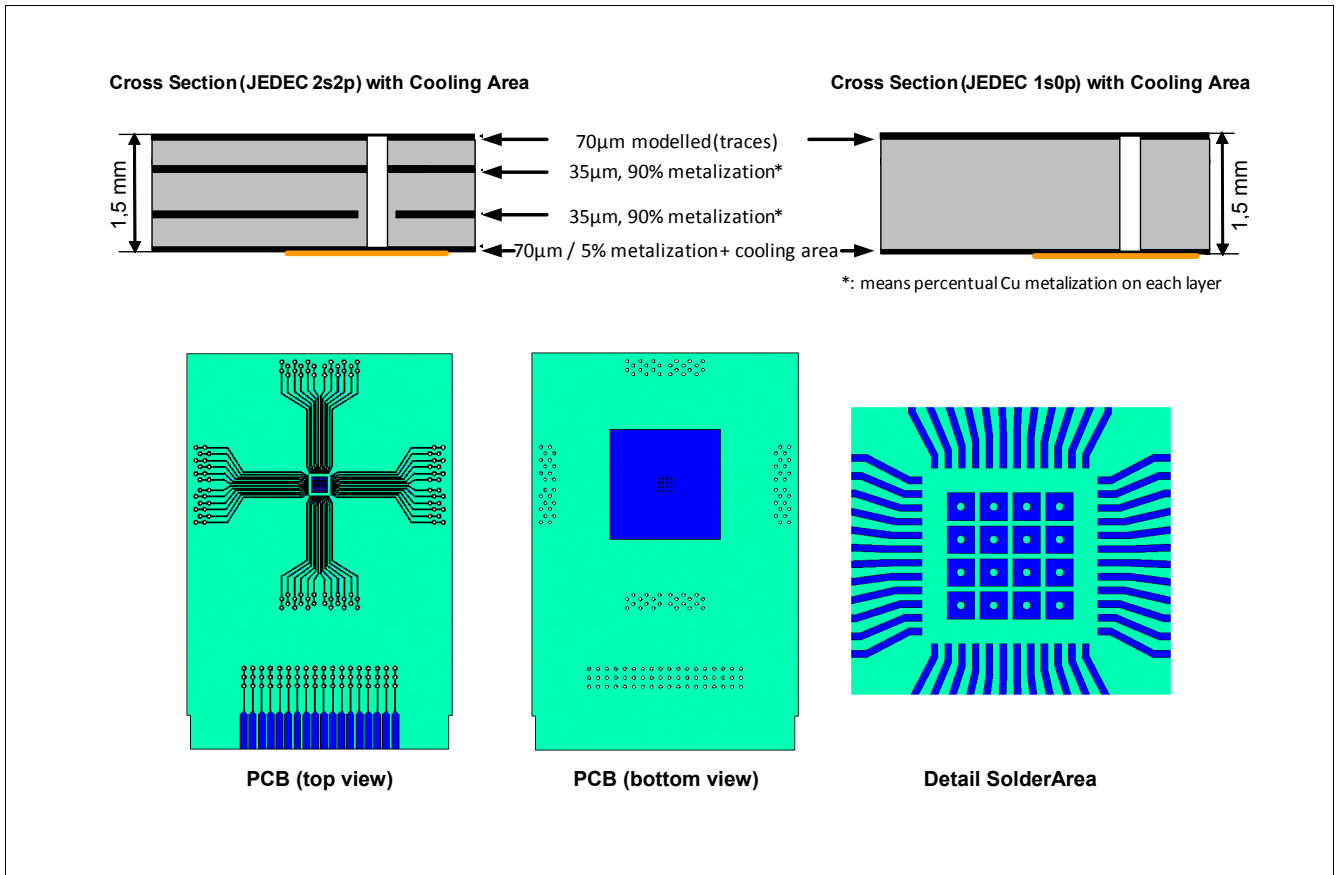 Cross Section (JEDEC 2s2p) with Cooling Area
Cross Section (JEDEC 1s0p) with Cooling Area
1,5 mm
70µm modelled (traces)
35µm, 90% metalization*
35µm, 90% metalization*
70µm / 5% metalization + cooling area
1,5 mm
*: means percentual Cu metalization on each layer
PCB (top view)
PCB (bottom view)
Detail SolderArea